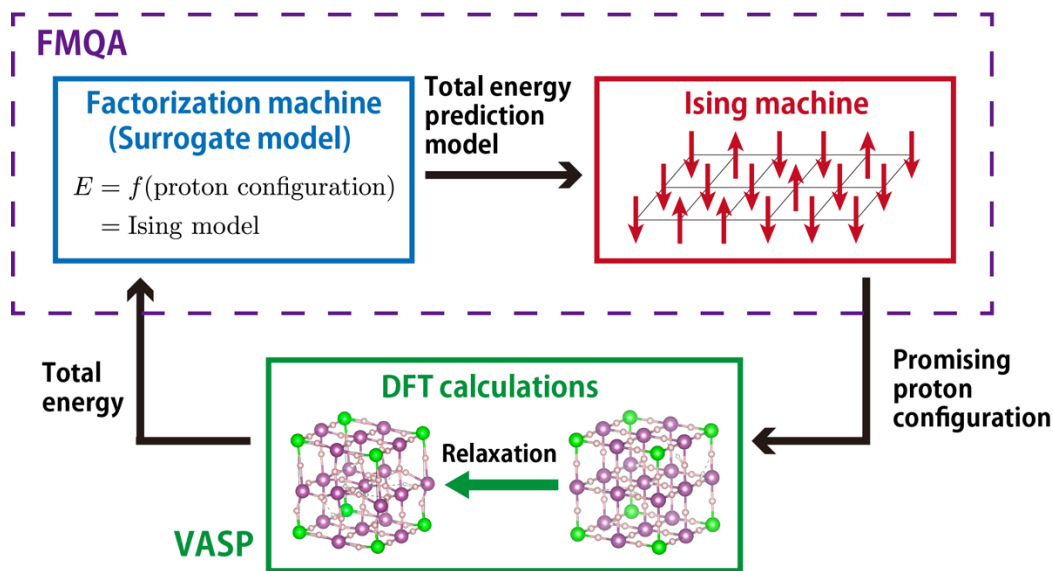 FMQA
Factorization machine
(Surrogate model)
E = f(proton configuration)
= Ising model
Total energy
prediction
model
Ising machine
Total
energy
DFT calculations
Relaxation
VASP
Promising
proton
configuration